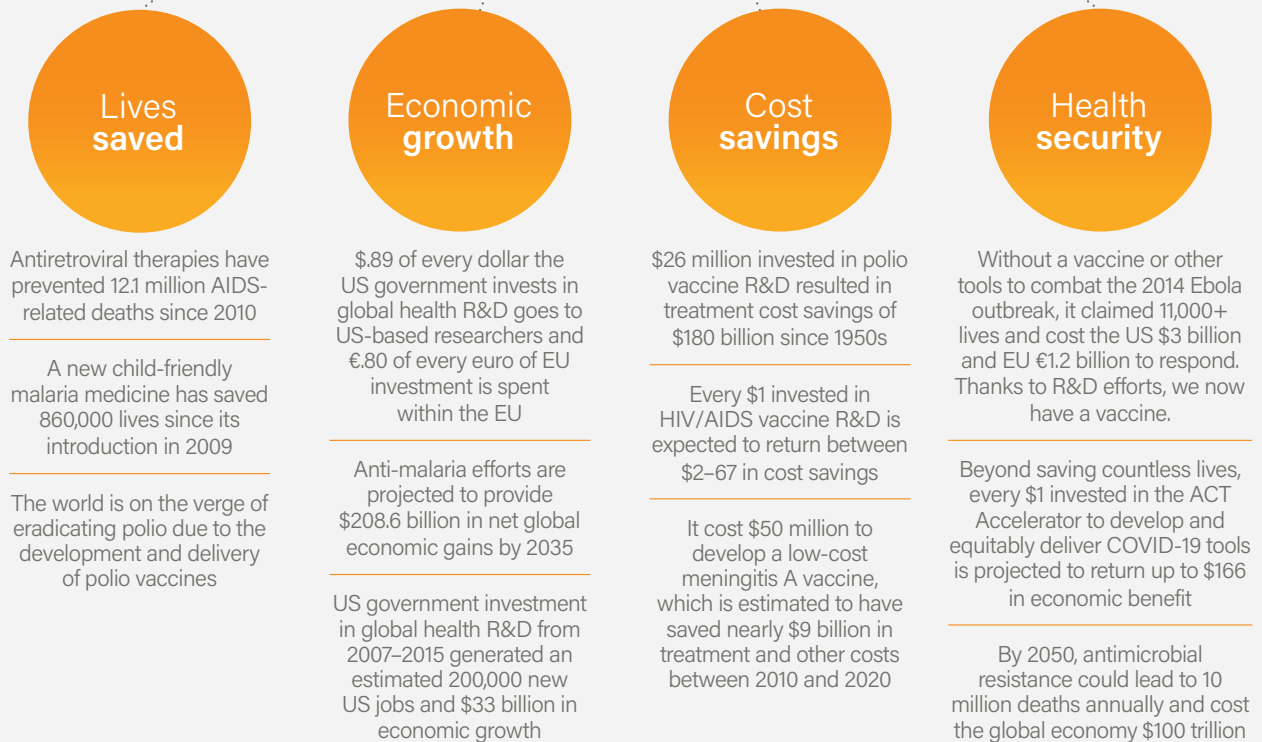 Lives
saved
Antiretroviral therapies have
prevented 12.1 million AIDS-
related deaths since 2010
A new child-friendly
malaria medicine has saved
860,000 lives since its
introduction in 2009
The world is on the verge of
eradicating polio due to the
development and delivery
of polio vaccines
Economic
growth
$.89 of every dollar the
US government invests in
global health R&D goes to
US-based researchers and
€.80 of every euro of EU
investment is spent
within the EU
Anti-malaria efforts are
projected to provide
$208.6 billion in net global
economic gains by 2035
US government investment
in global health R&D from
2007–2015 generated an
estimated 200,000 new
US jobs and $33 billion in
economic growth
Cost
savings
$26 million invested in polio
vaccine R&D resulted in
treatment cost savings of
$180 billion since 1950s
Every $1 invested in
HIV/AIDS vaccine R&D is
expected to return between
$2–67 in cost savings
It cost $50 million to
develop a low-cost
meningitis A vaccine,
which is estimated to have
saved nearly $9 billion in
treatment and other costs
between 2010 and 2020
Health
security
Without a vaccine or other
tools to combat the 2014 Ebola
outbreak, it claimed 11,000+
lives and cost the US $3 billion
and EU €1.2 billion to respond.
Thanks to R&D efforts, we now
have a vaccine.
Beyond saving countless lives,
every $1 invested in the ACT
Accelerator to develop and
equitably deliver COVID-19 tools
is projected to return up to $166
in economic benefit
By 2050, antimicrobial
resistance could lead to 10
million deaths annually and cost
the global economy $100 trillion